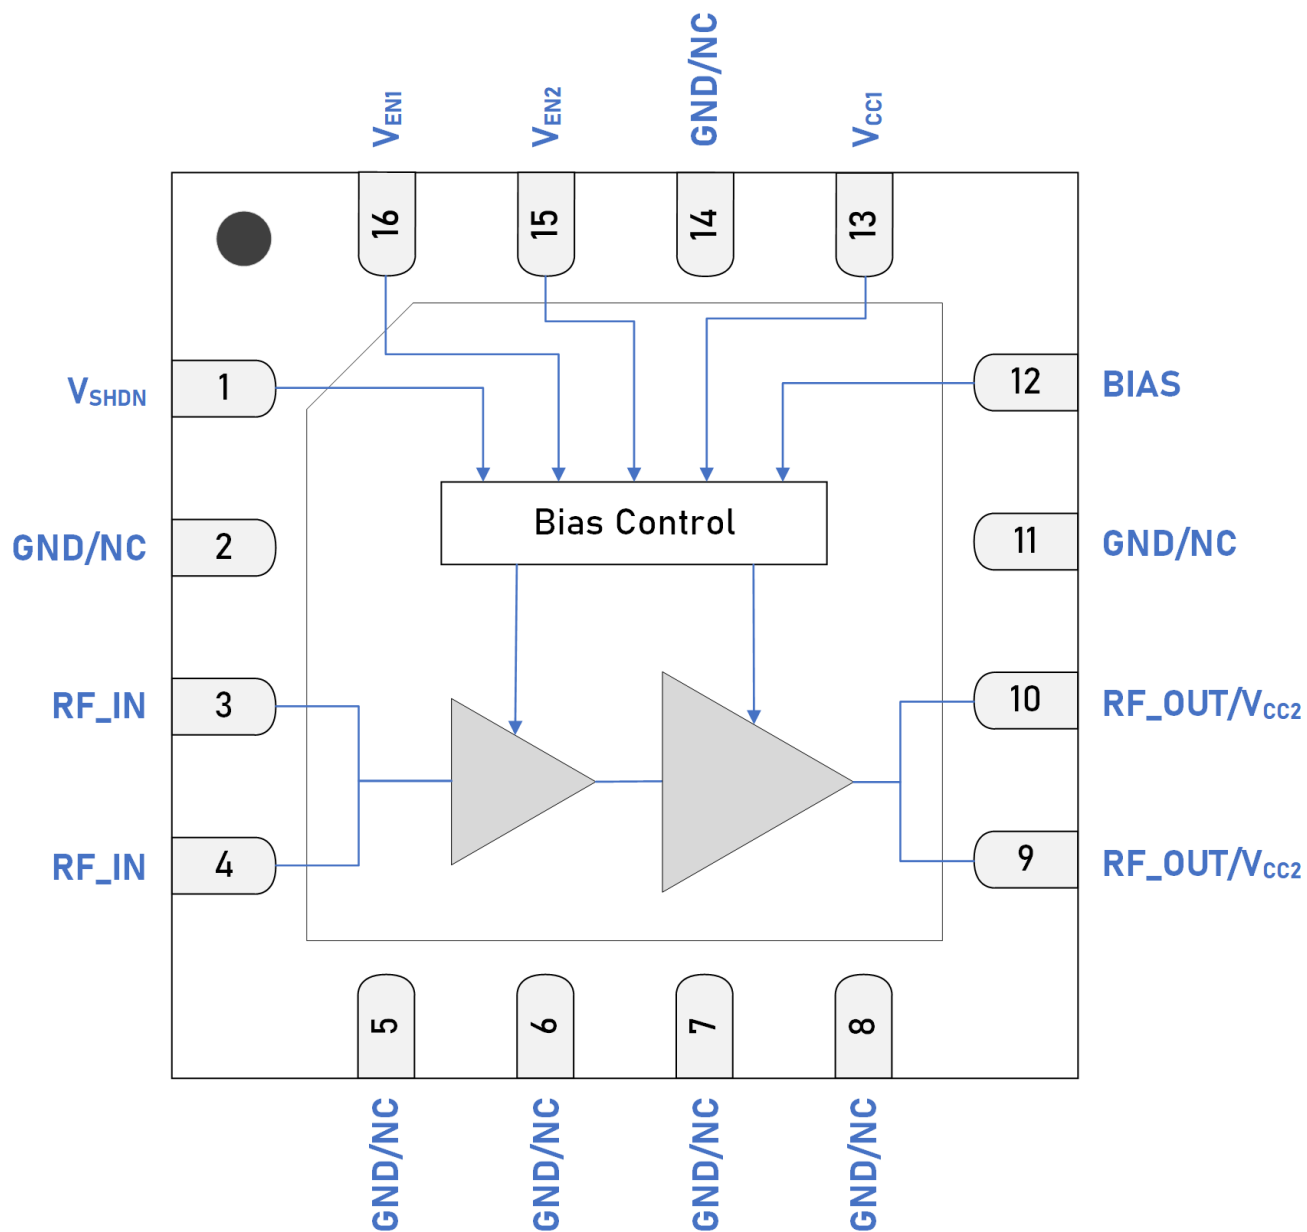 GND/NC
VEN1
VEN2
VCC1
16
15
14
13
VSHDN
1
12
BIAS
Bias Control
GND/NC
2
11
GND/NC
RF_IN
3
10
RF_OUT/VCC2
RF_IN
4
9
RF_OUT/VCC2
5
6
7
8
GND/NC
GND/NC
GND/NC
GND/NC